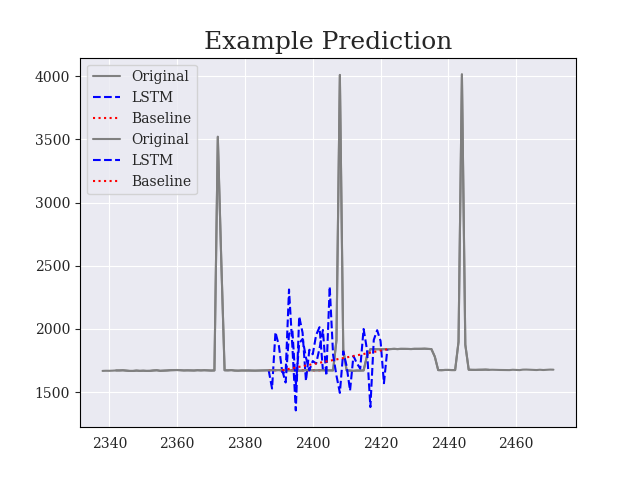 Example Prediction
4000
3500
3000
2500
2000
1500
Original
LSTM
Baseline
Original
LSTM
Baseline
2340 2360 2380 2400 2420 2440 2460